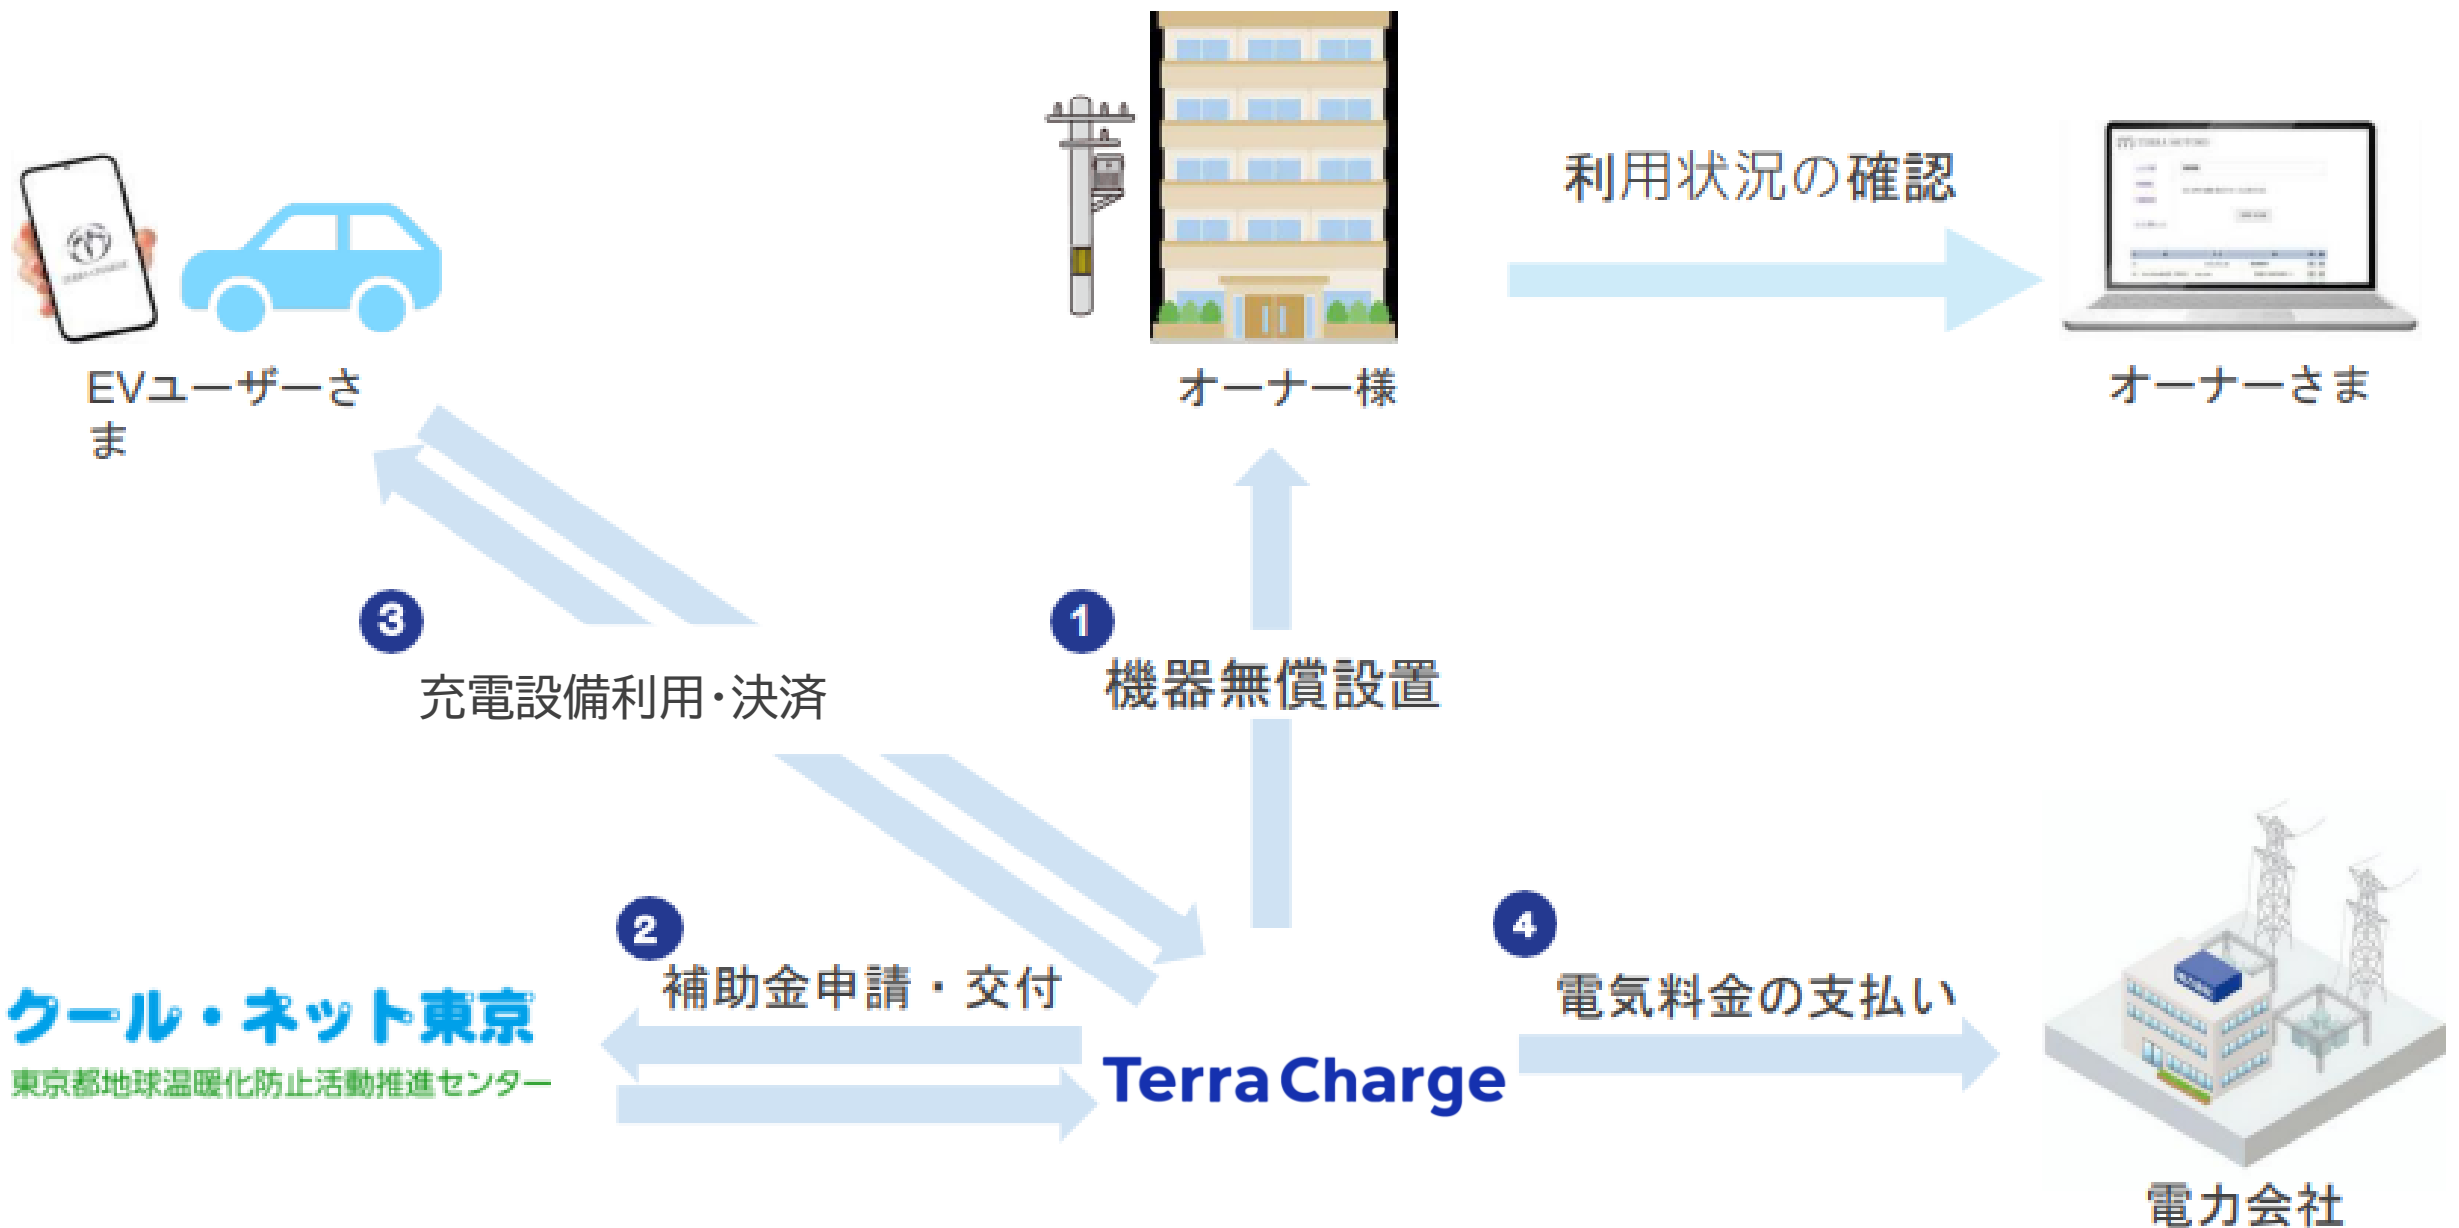 利用状況の確認
EVユーザーさ
ま
オーナー様
オーナーさま
3
1
充電設備利用・決済
機器無償設置
2
4
補助金申請・交付
電気料金の支払い
クール・ネット東京
東京都地球温暖化防止活動推進センター
Terra Charge
電力会社